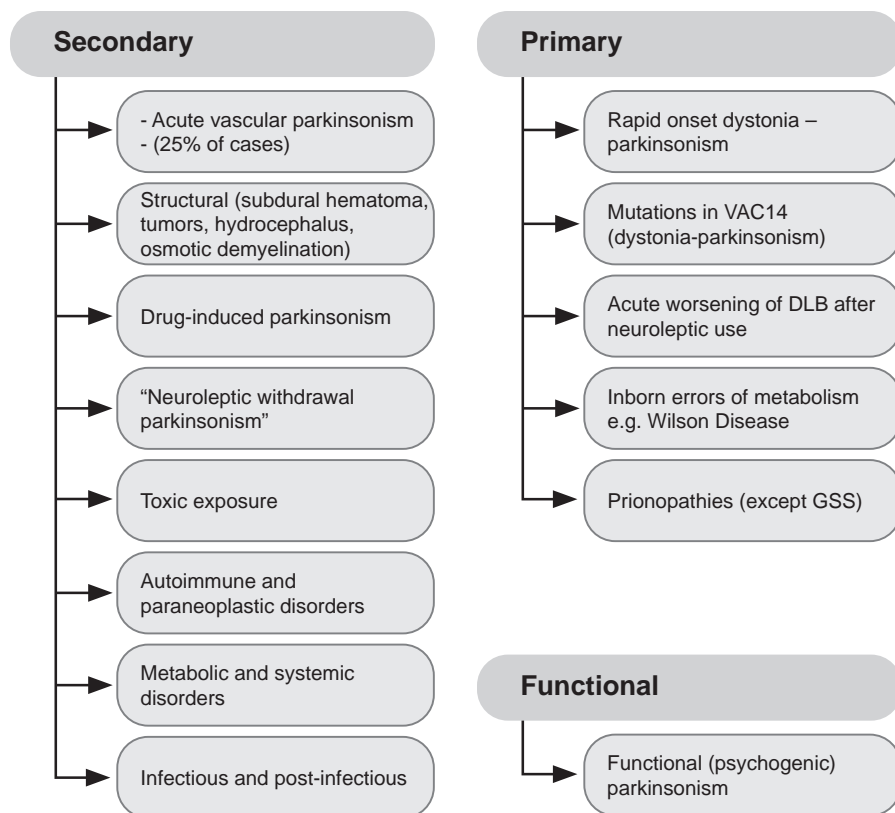 Secondary
- Acute vascular parkinsonism
- (25% of cases)
Structural (subdural hematoma,
tumors, hydrocephalus,
osmotic demyelination)
Drug-induced parkinsonism
“Neuroleptic withdrawal
parkinsonism”
Toxic exposure
Autoimmune and
paraneoplastic disorders
Metabolic and systemic
disorders
Infectious and post-infectious
Primary
Rapid onset dystonia –
parkinsonism
Mutations in VAC14
(dystonia-parkinsonism)
Acute worsening of DLB after
neuroleptic use
Inborn errors of metabolism
e.g. Wilson Disease
Prionopathies (except GSS)
Functional
Functional (psychogenic)
parkinsonism